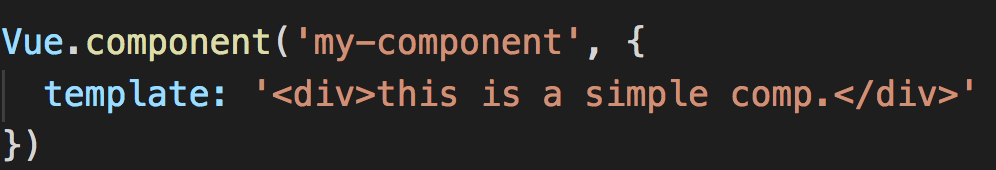 Vue.component('my-component', {
  template: '<div>this is a simple comp.</div>'
})